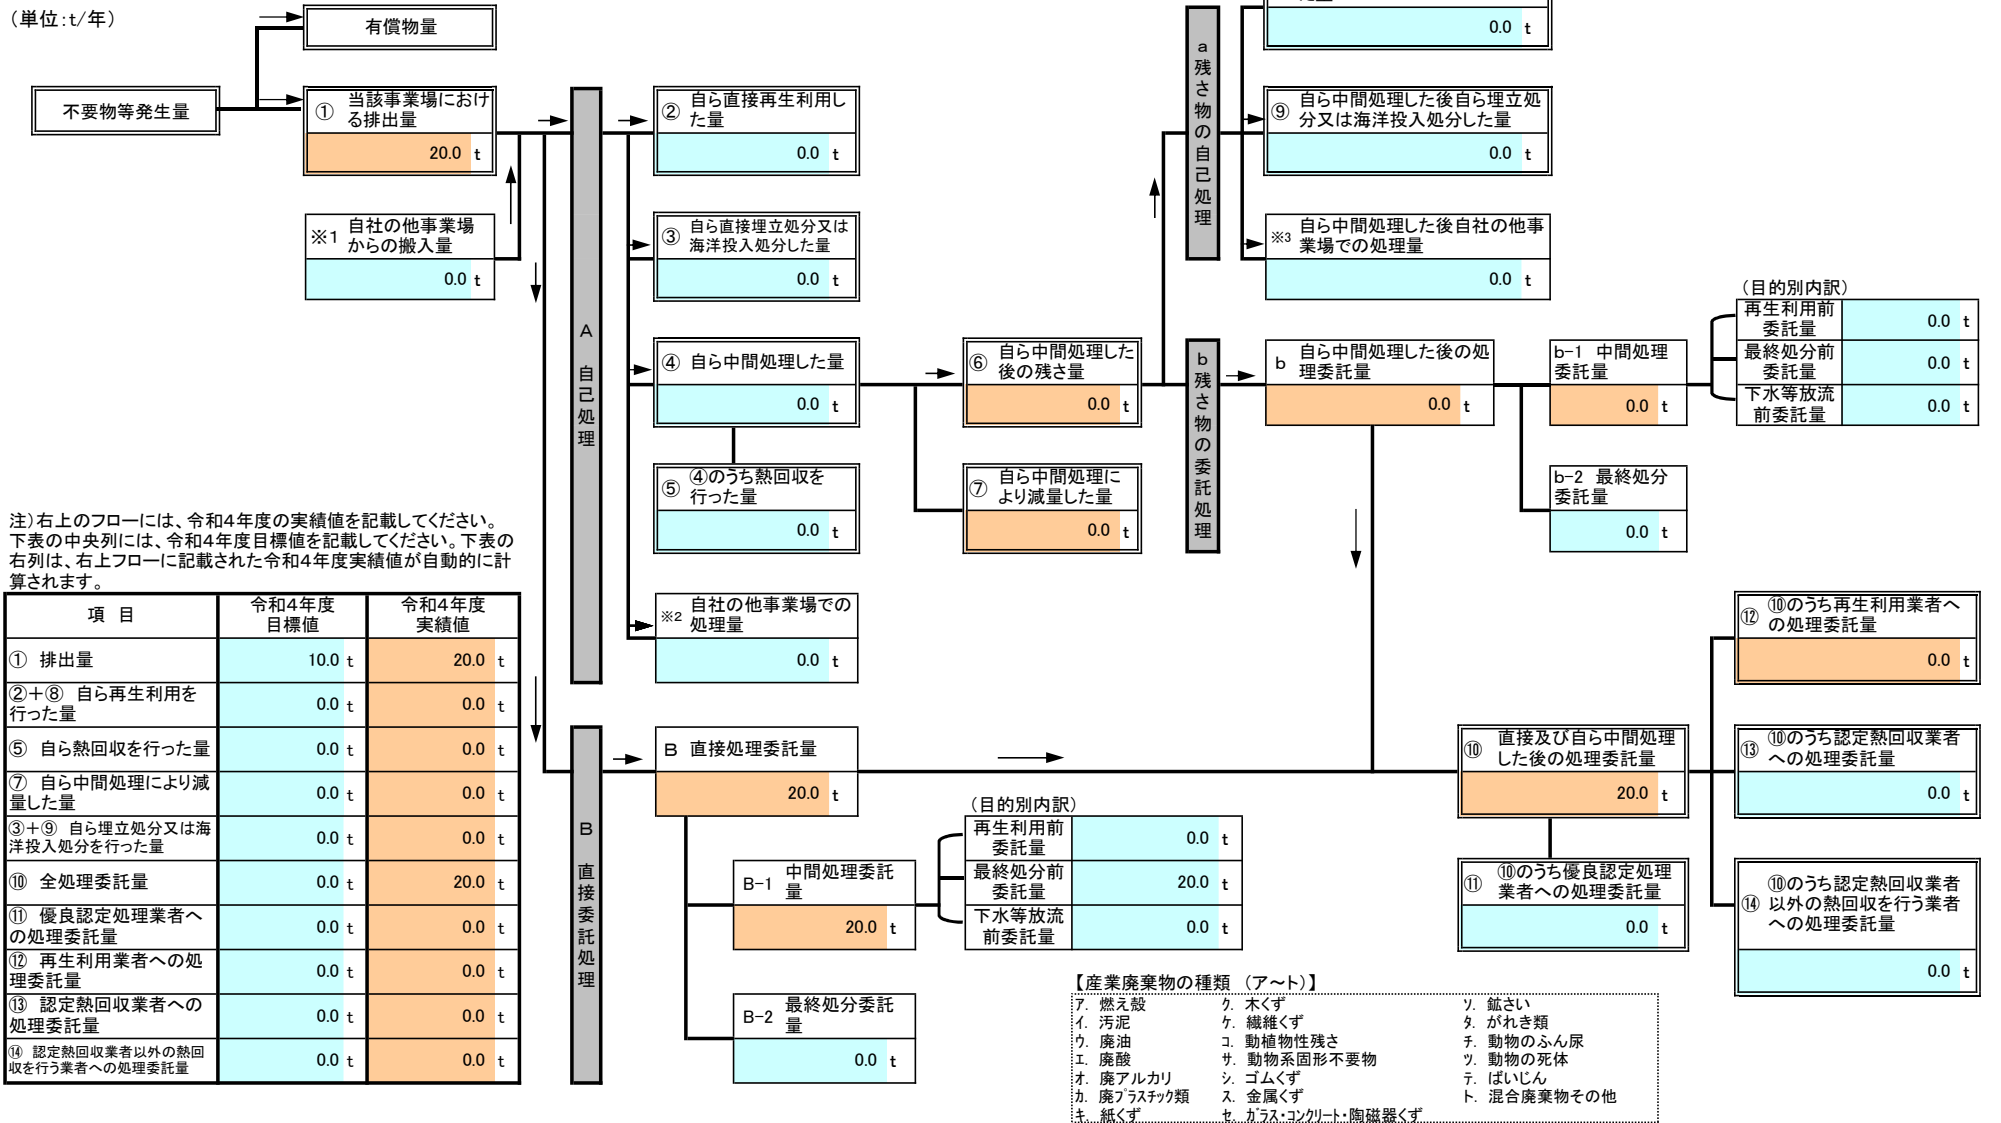 （単位:t/年）
有償物量
不要物等発生量
① 当該事業場におけ
る排出量
20.0 t
※1 自社の他事業場
からの搬入量
0.0 t
A 自己処理
② 自ら直接再生利用し
た量
0.0 t
③ 自ら直接埋立処分又は
海洋投入処分した量
0.0 t
④ 自ら中間処理した量
0.0 t
⑤ ④のうち熱回収を
行った量
0.0 t
※2 自社の他事業場での
処理量
0.0 t
⑥ 自ら中間処理した
後の残さ量
0.0 t
⑦ 自ら中間処理に
より減量した量
0.0 t
a 残さ物の自己処理
0.0 t
⑨ 自ら中間処理した後自ら埋立処
分又は海洋投入処分した量
0.0 t
※3 自ら中間処理した後自社の他事
業場での処理量
0.0 t
b 残さ物の委託処理
b 自ら中間処理した後の処
理委託量
0.0 t
b-1 中間処理
委託量
0.0 t
b-2 最終処分
委託量
0.0 t
（目的別内訳）
再生利用前
委託量
0.0 t
最終処分前
委託量
0.0 t
下水等放流
前委託量
0.0 t
注）右上のフローには、令和４年度の実績値を記載してください。
下表の中央列には、令和４年度目標値を記載してください。下表の
右列は、右上フローに記載された令和４年度実績値が自動的に計
算されます。
項 目
令和４年度
目標値
令和４年度
実績値
① 排出量
10.0 t 20.0 t
②＋⑧ 自ら再生利用を
行った量
0.0 t 0.0 t
⑤ 自ら熱回収を行った量
0.0 t 0.0 t
⑦ 自ら中間処理により減
量した量
0.0 t 0.0 t
③＋⑨ 自ら埋立処分又は海
洋投入処分を行った量
0.0 t 0.0 t
⑩ 全処理委託量
0.0 t 20.0 t
⑪ 優良認定処理業者へ
の処理委託量
0.0 t 0.0 t
⑫ 再生利用業者への処
理委託量
0.0 t 0.0 t
⑬ 認定熱回収業者への
処理委託量
0.0 t 0.0 t
⑭ 認定熱回収業者以外の熱回
収を行う業者への処理委託量
0.0 t 0.0 t
B 直接委託処理
B 直接処理委託量
20.0 t
B-1 中間処理委託
量
20.0 t
B-2 最終処分委託
量
0.0 t
（目的別内訳）
再生利用前
委託量
0.0 t
最終処分前
委託量
20.0 t
下水等放流
前委託量
0.0 t
⑩ 直接及び自ら中間処理
した後の処理委託量
20.0 t
⑪ ⑩のうち優良認定処理
業者への処理委託量
0.0 t
⑫ ⑩のうち再生利用業者へ
の処理委託量
0.0 t
⑬ ⑩のうち認定熱回収業者
への処理委託量
0.0 t
⑭ ⑩のうち認定熱回収業者
以外の熱回収を行う業者
への処理委託量
0.0 t
【産業廃棄物の種類 （ア～ト）】
ア. 燃え殻 ク. 木くず ソ. 鉱さい
イ. 汚泥 ケ. 繊維くず タ. がれき類
ウ. 廃油 コ. 動植物性残さ チ. 動物のふん尿
エ. 廃酸 サ. 動物系固形不要物 ツ. 動物の死体
オ. 廃アルカリ シ. ゴムくず テ. ばいじん
カ. 廃プラスチック類 ス. 金属くず ト. 混合廃棄物その他
キ. 紙くず セ. ガラス・コンクリート・陶磁器くず